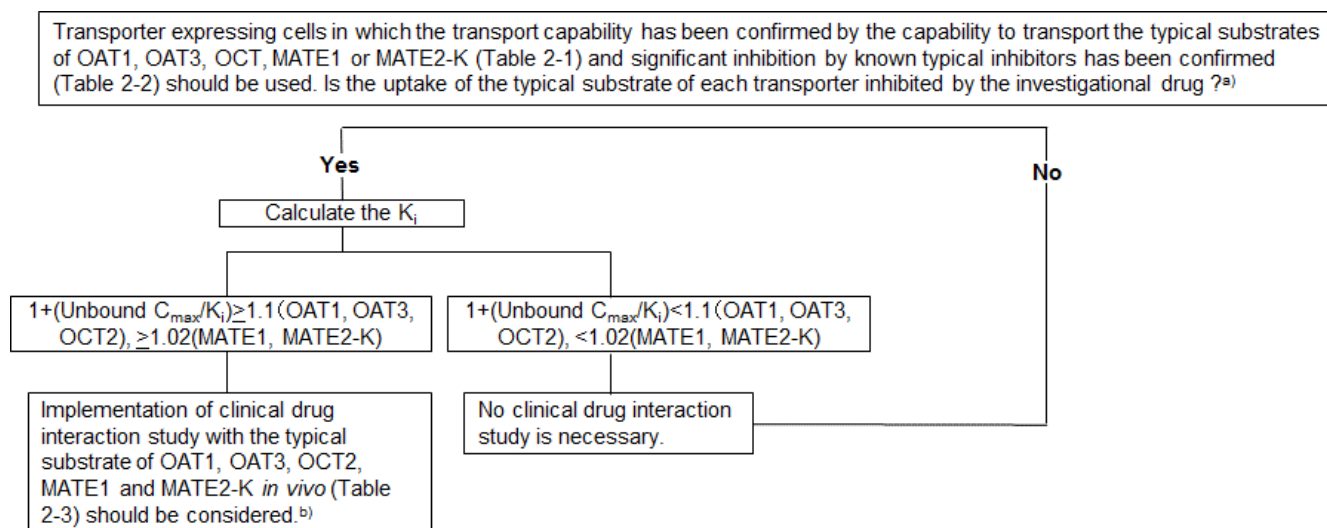 Transporter expressing cells in which the transport capability has been confirmed by the capability to transport the typical substrates
of OAT1, OAT3, OCT, MATE1 or MATE2-K (Table 2-1) and significant inhibition by known typical inhibitors has been confirmed
(Table 2-2) should be used. Is the uptake of the typical substrate of each transporter inhibited by the investigational drug ?a)
Yes
No
Calculate the Ki
1+(Unbound Cmax/Ki)≥1.1(OAT1, OAT3,
OCT2), ≥1.02(MATE1, MATE2-K)
1+(Unbound Cmax/Ki)<1.1(OAT1, OAT3,
OCT2), <1.02(MATE1, MATE2-K)
Implementation of clinical drug
interaction study with the typical
substrate of OAT1, OAT3, OCT2,
MATE1 and MATE2-K in vivo (Table
2-3) should be considered.b)
No clinical drug interaction
study is necessary.